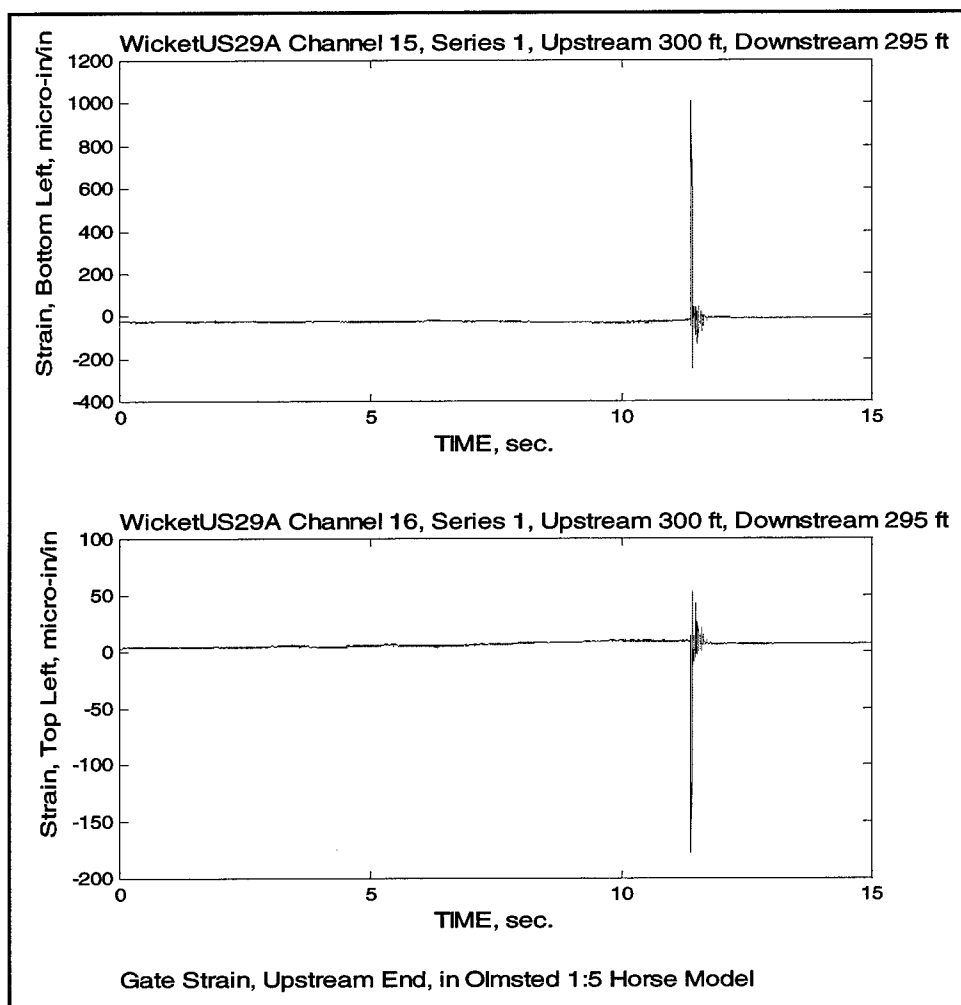 WicketUS29A Channel 15, Series 1, Upstream 300 ft, Downstream 295 ft
Strain, Bottom Left, micro-in/in
1200
1000
800
600
400
200
0
-200
-400
0 5 10 15
TIME, sec.
WicketUS29A Channel 16, Series 1, Upstream 300 ft, Downstream 295 ft
Strain, Top Left, micro-in/in
100
50
0
-50
-100
-150
-200
0 5 10 15
TIME, sec.
Gate Strain, Upstream End, in Olmsted 1:5 Horse Model